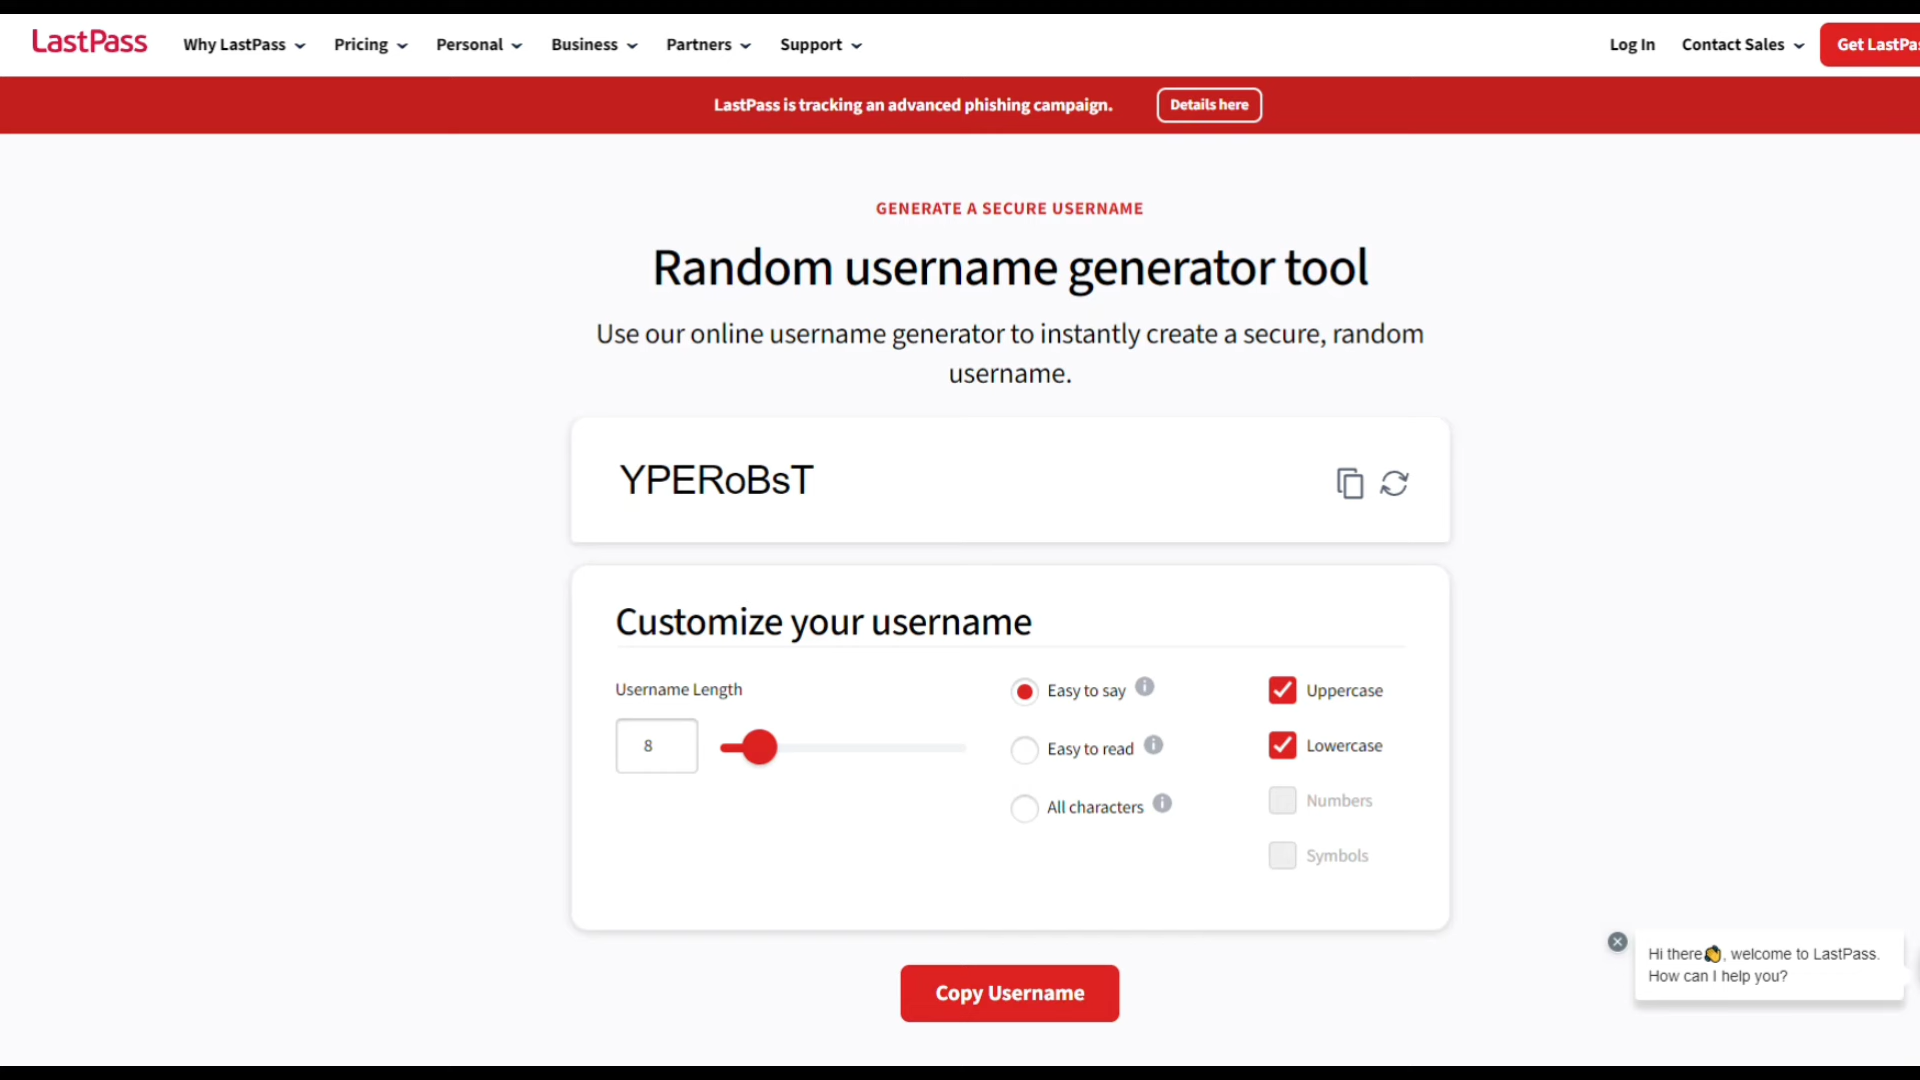 LastPass
Why LastPass
Pricing
Personal
Business
Partners
Support
Log In
Contact Sales
Get LastPas
LastPass is tracking an advanced phishing campaign.
Details here
GENERATE A SECURE USERNAME
Random username generator tool
Use our online username generator to instantly create a secure, random
username.
YPERoBsT
Customize your username
Username Length
8
Easy to say
Easy to read
All characters
Uppercase
Lowercase
Numbers
Symbols
Copy Username
Hi there👋, welcome to LastPass.
How can I help you?